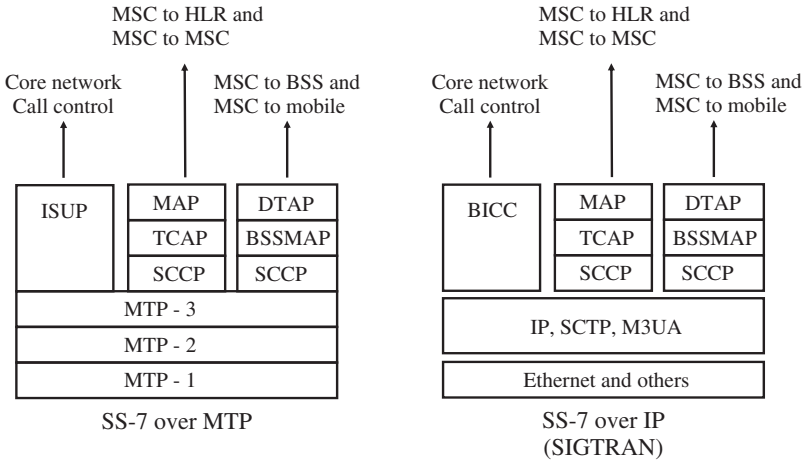 MSC to HLR and
MSC to MSC
Core network
Call control
MSC to BSS and
MSC to mobile
ISUP
MAP
DTAP
TCAP
BSSMAP
SCCP
SCCP
MTP - 3
MTP - 2
MTP - 1
SS-7 over MTP
MSC to HLR and
MSC to MSC
Core network
Call control
MSC to BSS and
MSC to mobile
BICC
MAP
DTAP
TCAP
BSSMAP
SCCP
SCCP
IP, SCTP, M3UA
Ethernet and others
SS-7 over IP
(SIGTRAN)